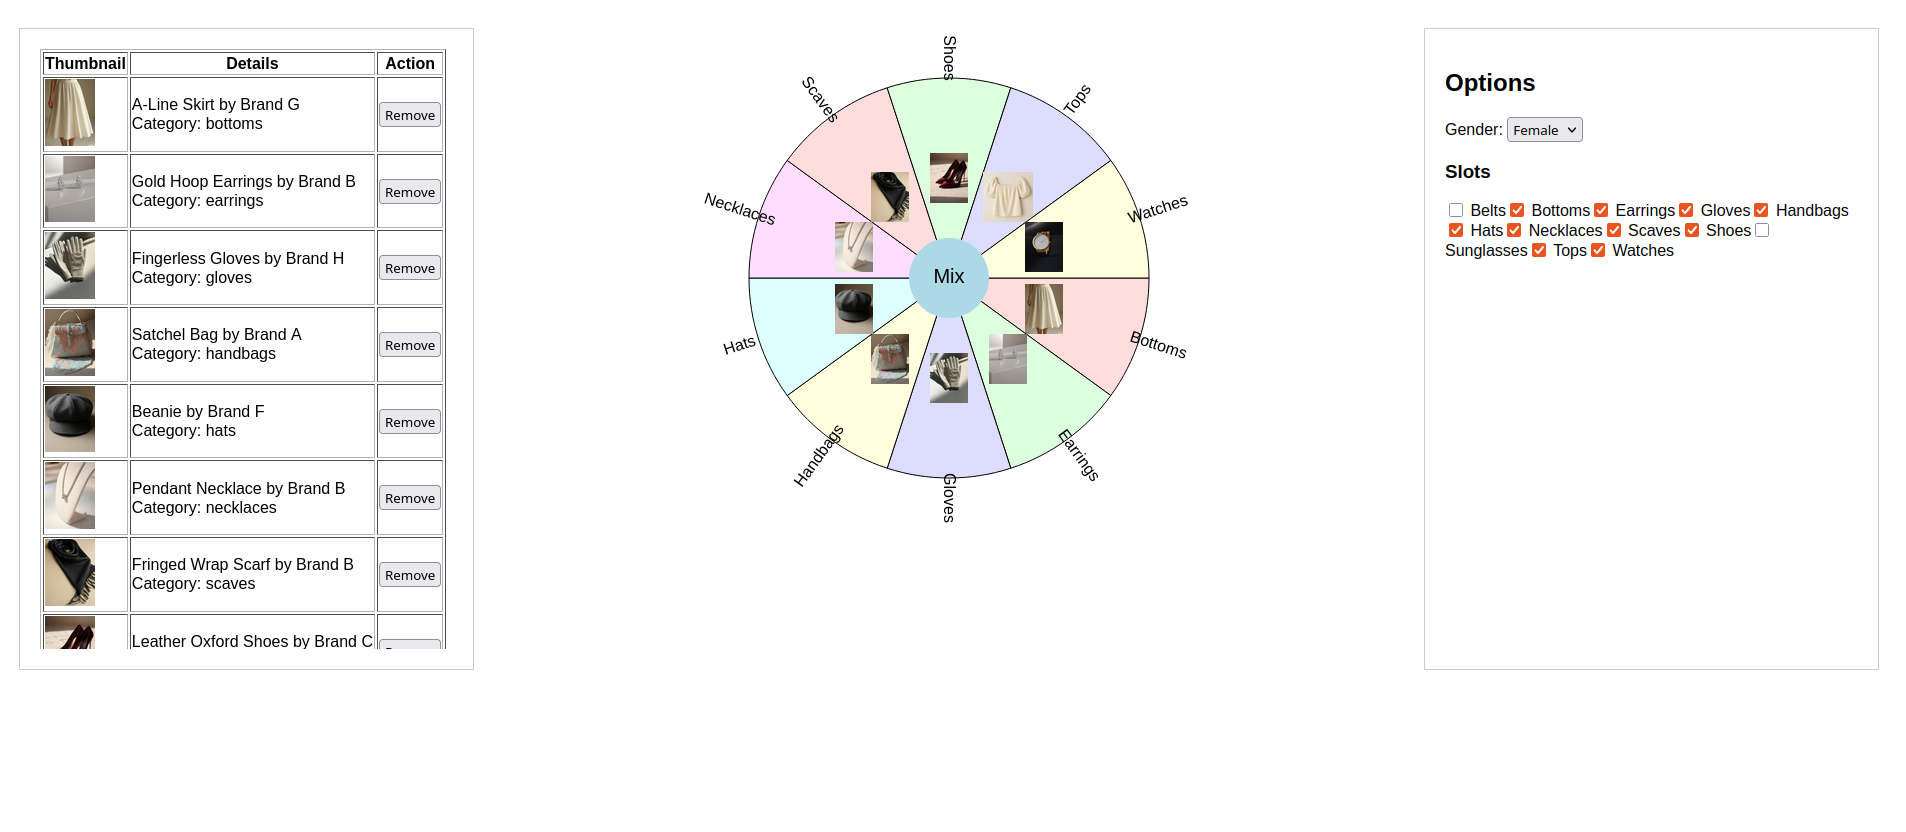 Thumbnail Details Action
A-Line Skirt by Brand G
Category: bottoms
Remove
Gold Hoop Earrings by Brand B
Category: earrings
Remove
Fingerless Gloves by Brand H
Category: gloves
Remove
Satchel Bag by Brand A
Category: handbags
Remove
Beanie by Brand F
Category: hats
Remove
Pendant Necklace by Brand B
Category: necklaces
Remove
Fringed Wrap Scarf by Brand B
Category: scaves
Remove
Leather Oxford Shoes by Brand C
Shoes
Tops
Watches
Bottoms
Earrings
Gloves
Handbags
Hats
Necklaces
Scaves
Mix
Options
Gender: Female
Slots
Belts Bottoms Earrings Gloves Handbags
Hats Necklaces Scaves Shoes
Sunglasses Tops Watches